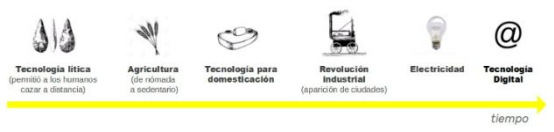 @
Tecnología lítica
(permitió a los humanos
cazar a distancia)
Agricultura
(de nómada
a sedentario)
Tecnología para
domesticación
Revolución
industrial
(aparición de ciudades)
Electricidad
Tecnología
Digital
tiempo